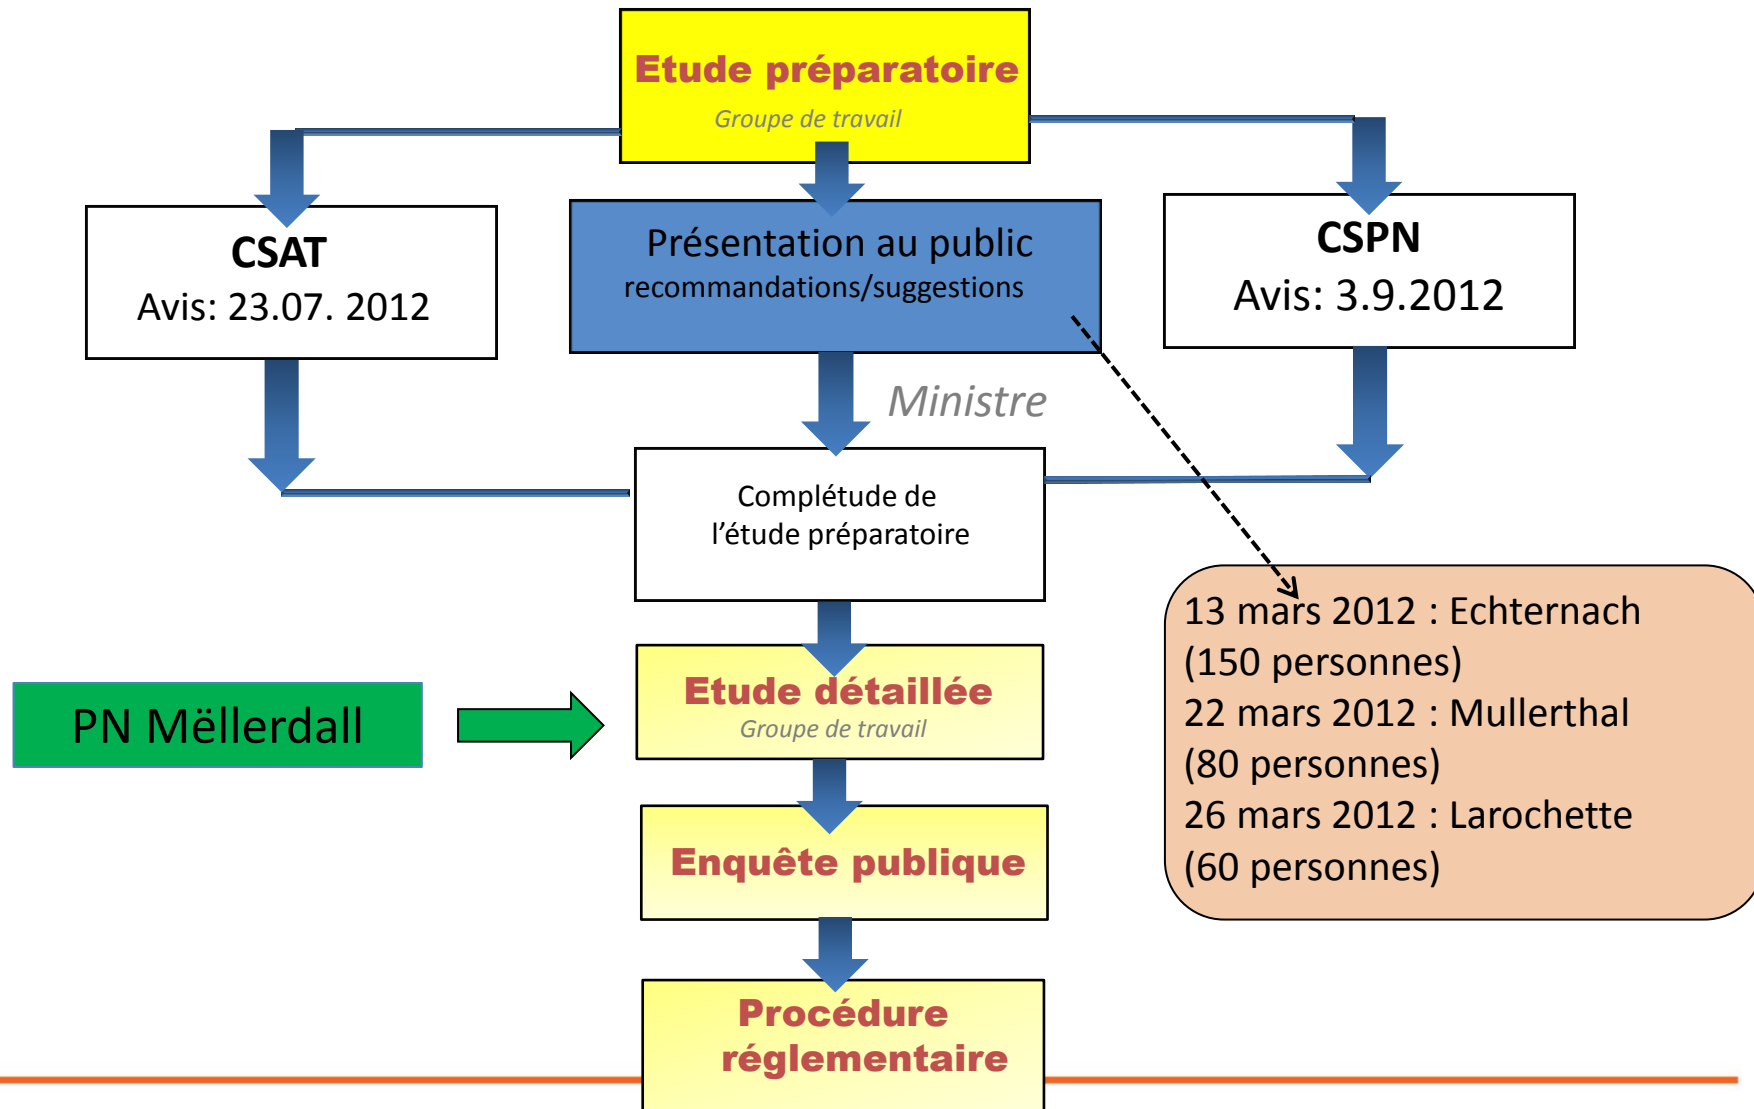 Etude préparatoire
Groupe de travail
CSAT
Avis: 23.07. 2012
Présentation au public
recommandations/suggestions
CSPN
Avis: 3.9.2012
Ministre
Complétude de
l’étude préparatoire
13 mars 2012 : Echternach
(150 personnes)
22 mars 2012 : Mullerthal
(80 personnes)
26 mars 2012 : Larochette
(60 personnes)
PN Mëllerdall
Etude détaillée
Groupe de travail
Enquête publique
Procédure
réglementaire